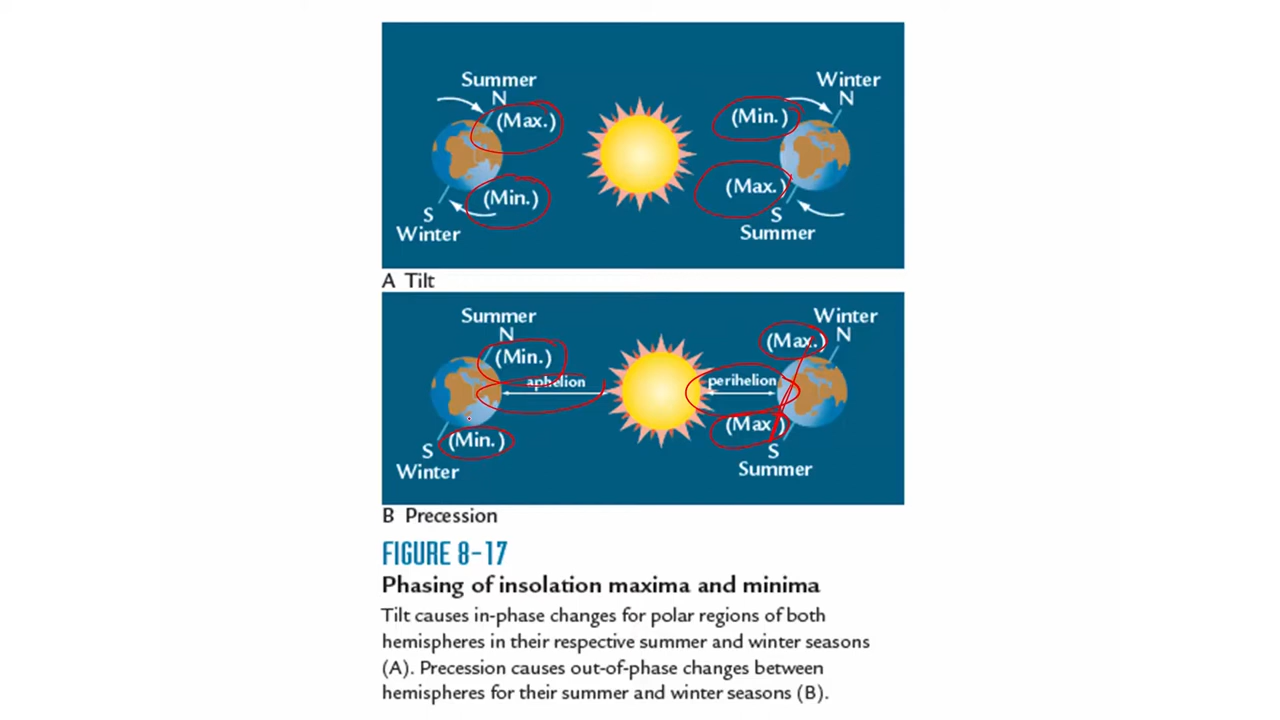 Summer
N
(Max.)
(Min.)
S
Winter
Winter
N
(Min.)
(Max.)
S
Summer
A Tilt
Summer
N
(Min.)
aphelion
(Min.)
S
Winter
Winter
N
(Max.)
perihelion
(Max.)
S
Summer
B Precession
FIGURE 8-17
Phasing of insolation maxima and minima
Tilt causes in-phase changes for polar regions of both
hemispheres in their respective summer and winter seasons
(A). Precession causes out-of-phase changes between
hemispheres for their summer and winter seasons (B).